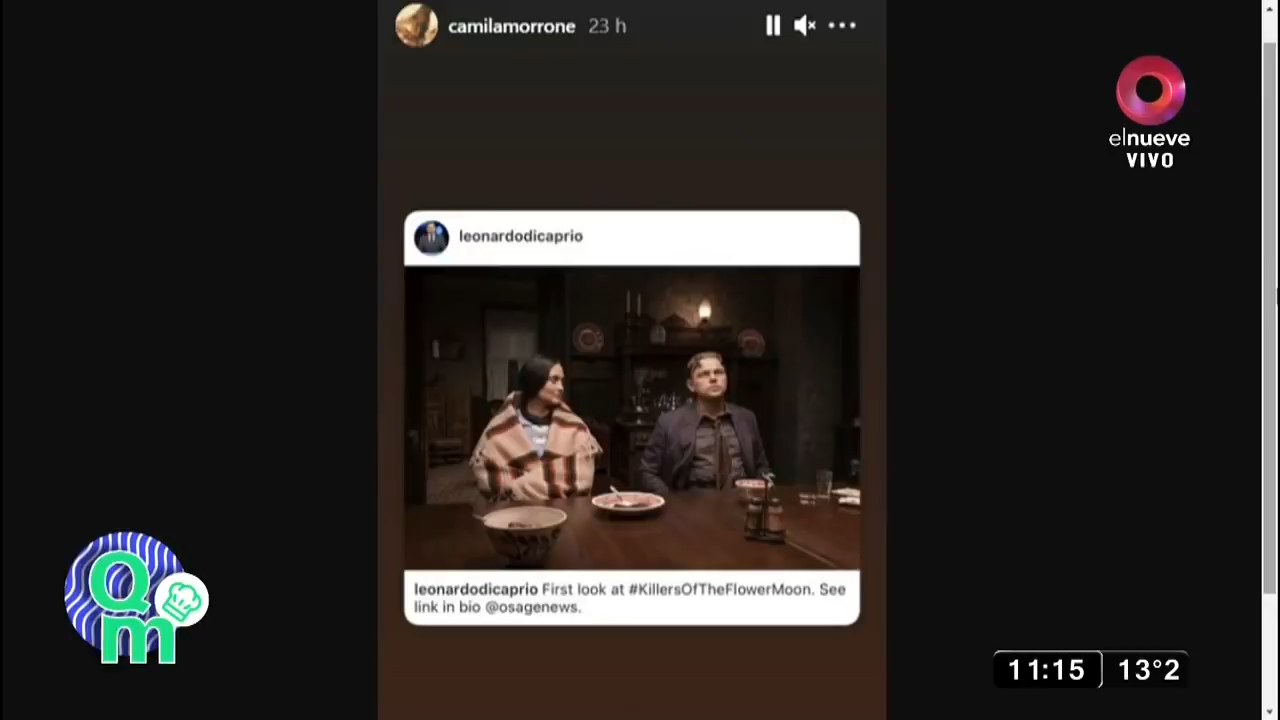 camilamorrone 23 h
elnueve
VIVO
leonardodicaprio
leonardodicaprio First look at #KillersOfTheFlowerMoon. See
link in bio @osagenews.
Qm
11:15 13°2